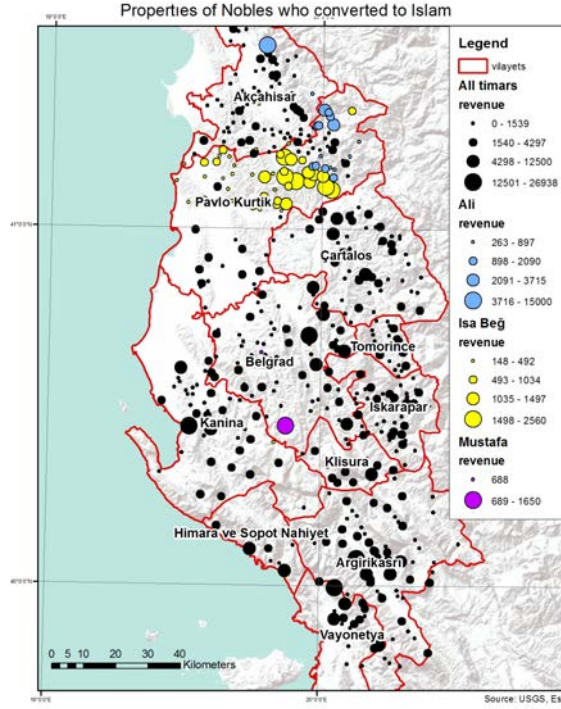 Properties of Nobles who converted to Islam
Legend
vilayets
All timars
revenue
0 - 1539
1540 - 4297
4298 - 12500
12501 - 26938
Ali
revenue
263 - 897
898 - 2090
2091 - 3715
3716 - 15000
Isa Beğ
revenue
148 - 492
493 - 1034
1035 - 1497
1498 - 2560
Mustafa
revenue
688
689 - 1650
Akçahisar
Pavlo Kurtik
Çartalos
Tomorince
Belgrad
Iskarapar
Kanina
Klisura
Himara ve Sopot Nahiyet
Argirikasrı
Vayonetya
0 5 10 20 30 40
Kilometers
Source: USGS, Es